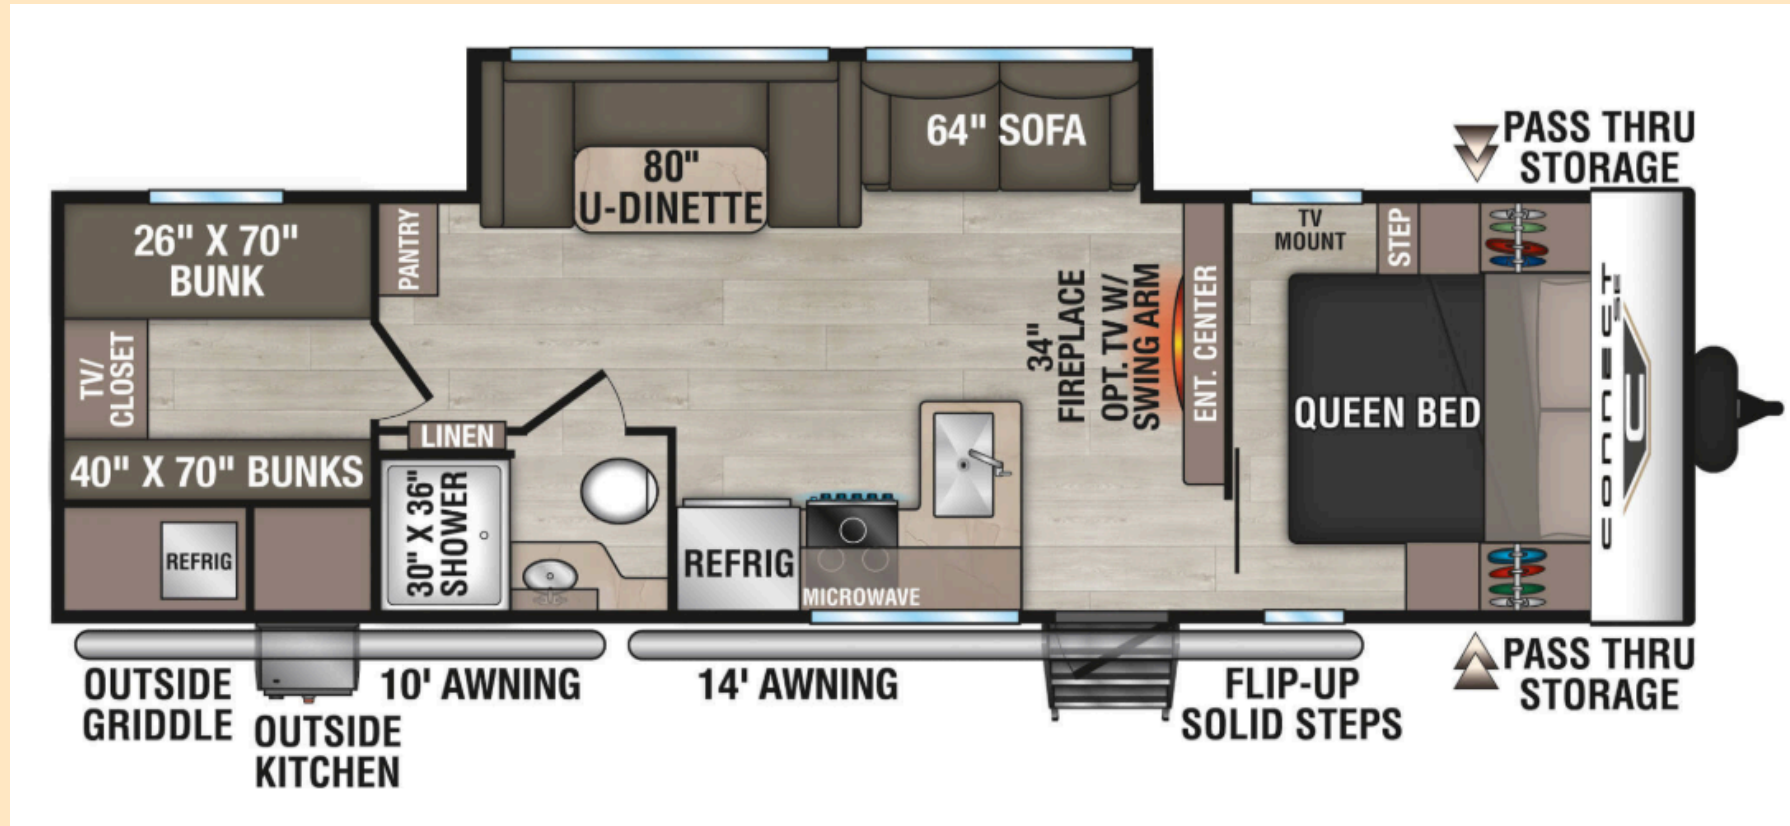 PASS THRU
STORAGE
64" SOFA
80"
U-DINETTE
26" X 70"
BUNK
PANTRY
TV
MOUNT
STEP
TV/
CLOSET
34"
FIREPLACE
OPT. TV W/
SWING ARM
ENT. CENTER
QUEEN BED
CONNECT
SE
LINEN
40" X 70" BUNKS
30" X 36"
SHOWER
REFRIG
REFRIG
MICROWAVE
OUTSIDE
GRIDDLE
OUTSIDE
KITCHEN
10' AWNING
14' AWNING
FLIP-UP
SOLID STEPS
PASS THRU
STORAGE